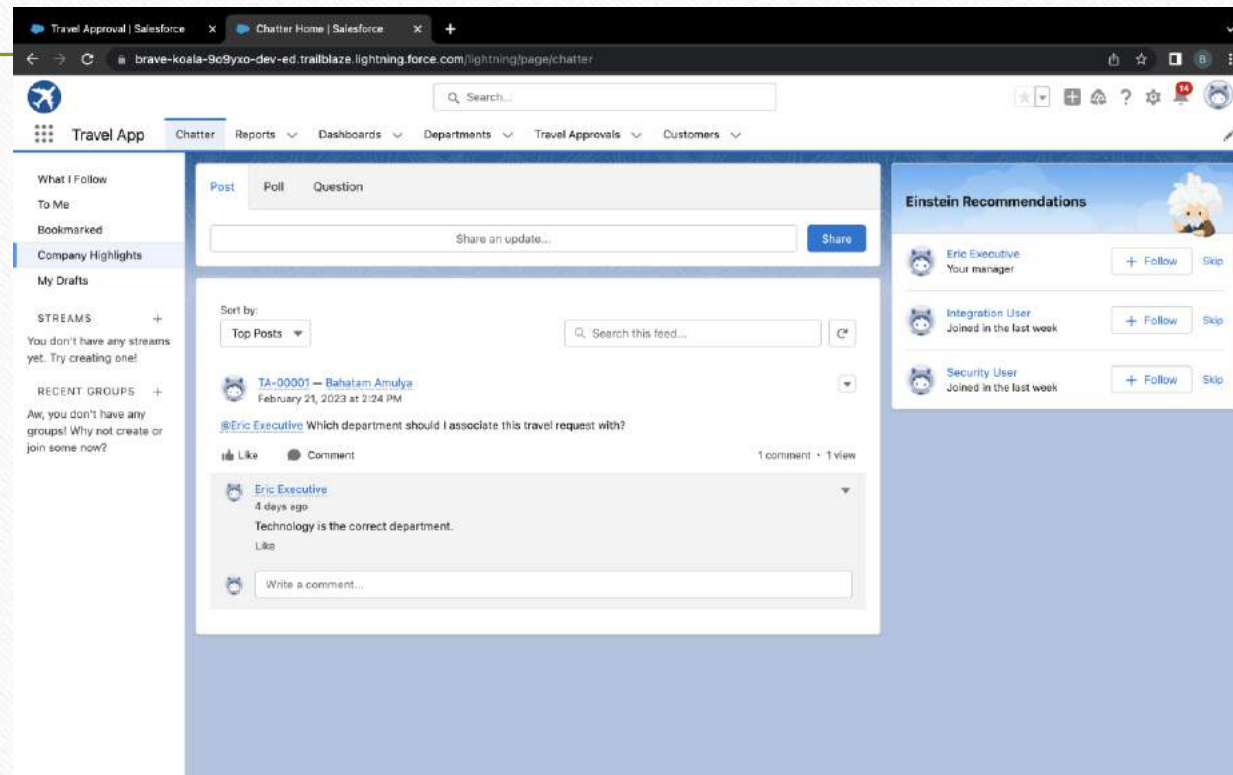 Travel Approval | Salesforce
Chatter Home | Salesforce
brave-koala-9o9yxo-dev-ed.trailblaze.lightning.force.com/lightning/page/chatter
B
Search...
14
Travel App
Chatter
Reports
Dashboards
Departments
Travel Approvals
Customers
What I Follow
To Me
Bookmarked
Company Highlights
My Drafts
STREAMS
You don't have any streams
yet. Try creating one!
RECENT GROUPS
Aw, you don't have any
groups! Why not create or
join some now?
Post
Poll
Question
Share an update...
Share
Sort by:
Top Posts
Search this feed...
TA-00001 — Bahatam Amulya
February 21, 2023 at 2:24 PM
@Eric Executive Which department should I associate this travel request with?
Like
Comment
1 comment · 1 view
Eric Executive
4 days ago
Technology is the correct department.
Like
Write a comment...
Einstein Recommendations
Eric Executive
Your manager
+ Follow
Skip
Integration User
Joined in the last week
+ Follow
Skip
Security User
Joined in the last week
+ Follow
Skip